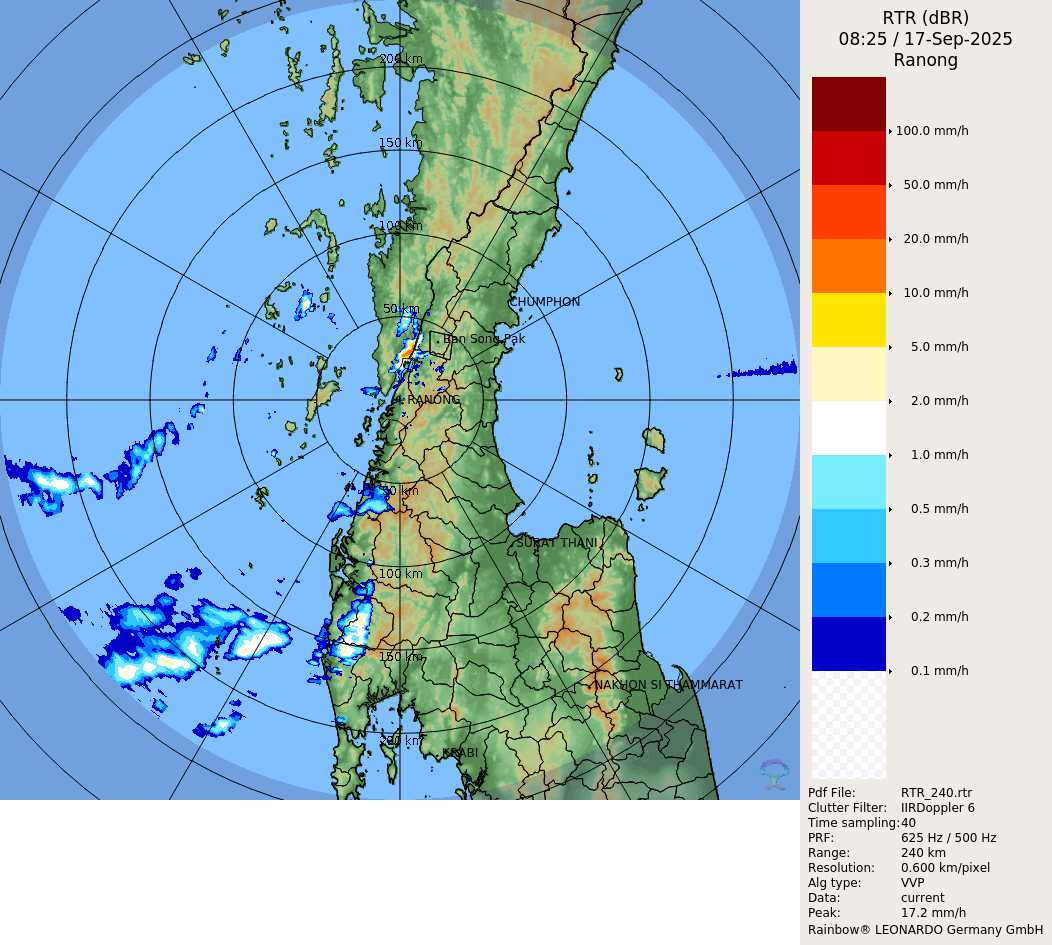 RTR (dBR)
08:25 / 17-Sep-2025
Ranong
100.0 mm/h
50.0 mm/h
20.0 mm/h
10.0 mm/h
5.0 mm/h
2.0 mm/h
1.0 mm/h
0.5 mm/h
0.3 mm/h
0.2 mm/h
0.1 mm/h
200 km
150 km
100 km
CHUMPHON
50 km
Ban Song Pak
RANONG
50 km
SURAT THANI
100 km
150 km
NAKHON SI THAMMARAT
200 km
KRABI
Pdf File: RTR_240.rtr
Clutter Filter: IIRDoppler 6
Time sampling: 40
PRF: 625 Hz / 500 Hz
Range: 240 km
Resolution: 0.600 km/pixel
Alg type: VVP
Data: current
Peak: 17.2 mm/h
Rainbow® LEONARDO Germany GmbH